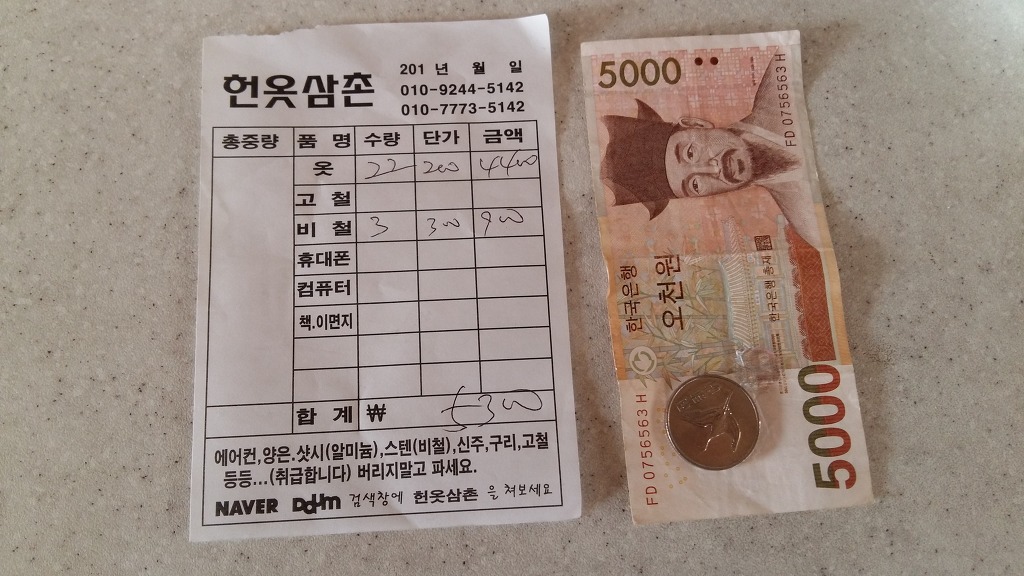 헌옷삼촌
201 년 월 일
010-9244-5142
010-7773-5142
총중량 품 명 수량 단가 금액
옷 22 200 4400
고 철
비 철 3 300 900
휴대폰
컴퓨터
책.이면지
합 계 ₩ 5300
에어컨,양은,샷시(알미늄),스텐(비철),신주,구리,고철
등등...(취급합니다) 버리지말고 파세요.
NAVER Daum 검색창에 헌옷삼촌 을 쳐보세요
5000
FD 0756563 H
한국은행
오천원
한국은행 총재
FD 0756563 H
5000